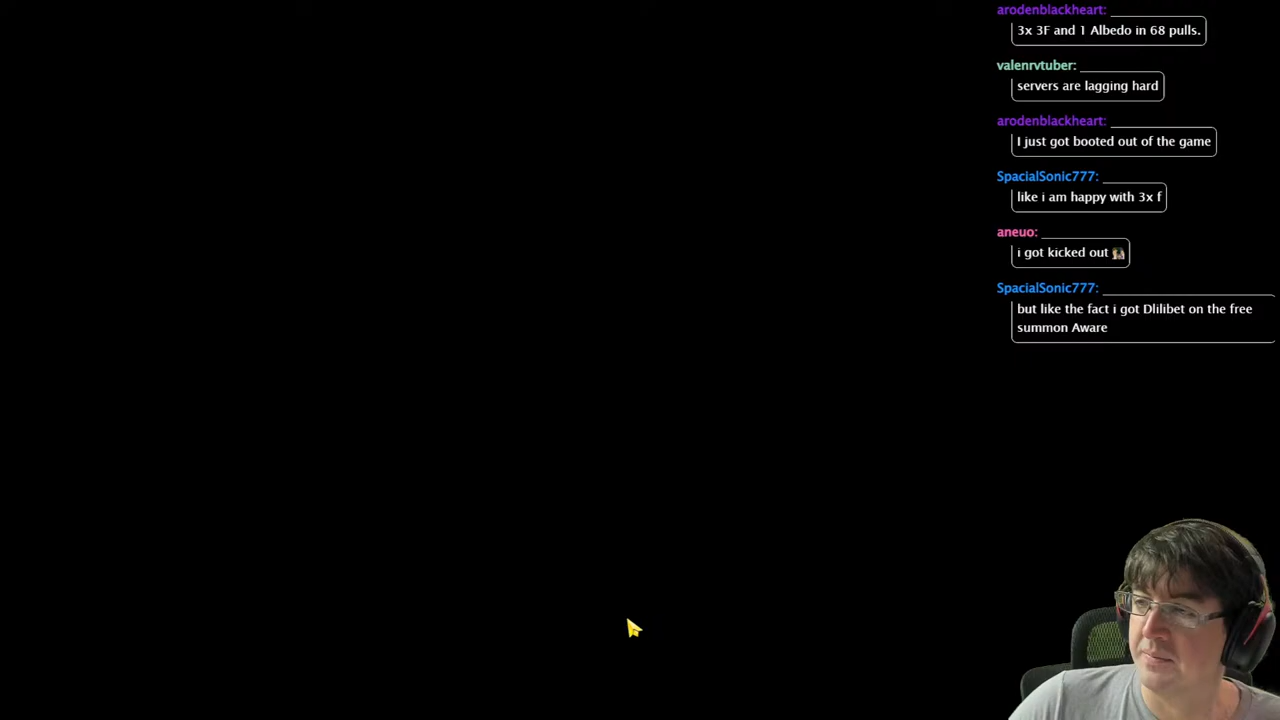 arodenblackheart:
3x 3F and 1 Albedo in 68 pulls.
valenrvtuber:
servers are lagging hard
arodenblackheart:
I just got booted out of the game
SpacialSonic777:
like i am happy with 3x f
aneuo:
i got kicked out
SpacialSonic777:
but like the fact i got Dlilibet on the free
summon Aware